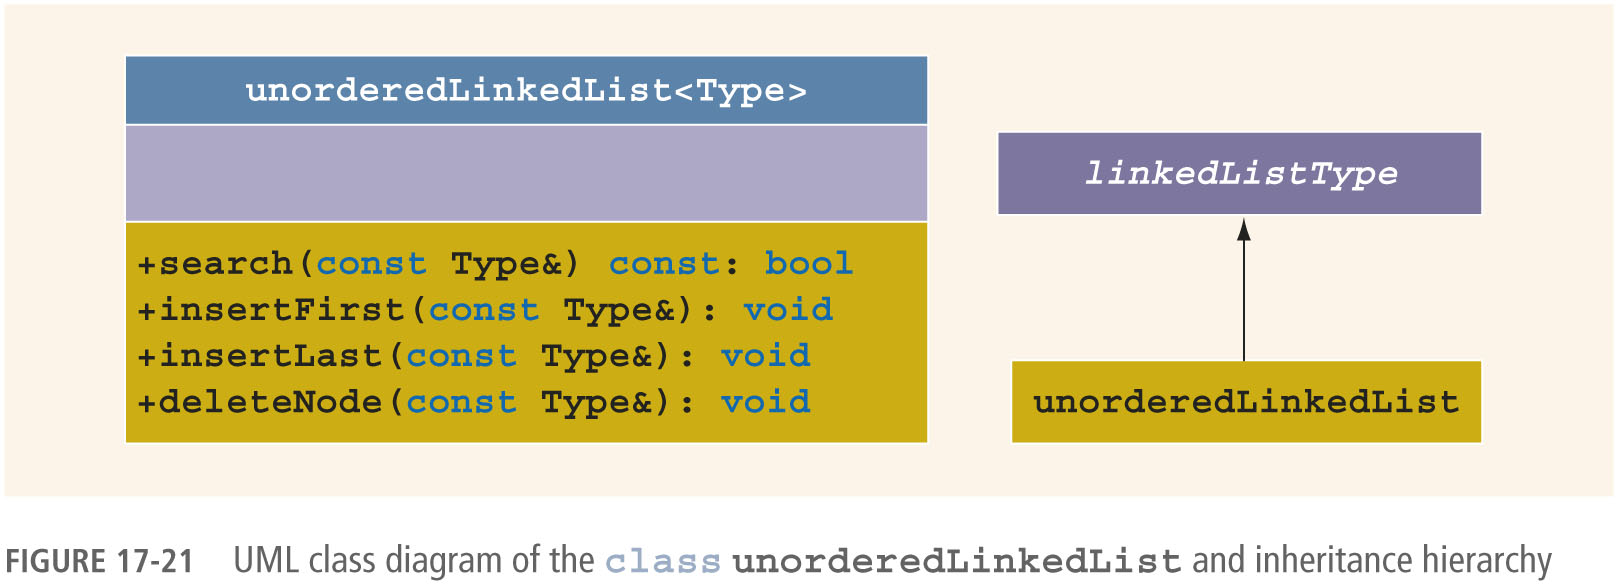 unorderedLinkedList<Type>
+search(const Type&) const: bool
+insertFirst(const Type&): void
+insertLast(const Type&): void
+deleteNode(const Type&): void
linkedListType
unorderedLinkedList
FIGURE 17-21 UML class diagram of the class unorderedLinkedList and inheritance hierarchy